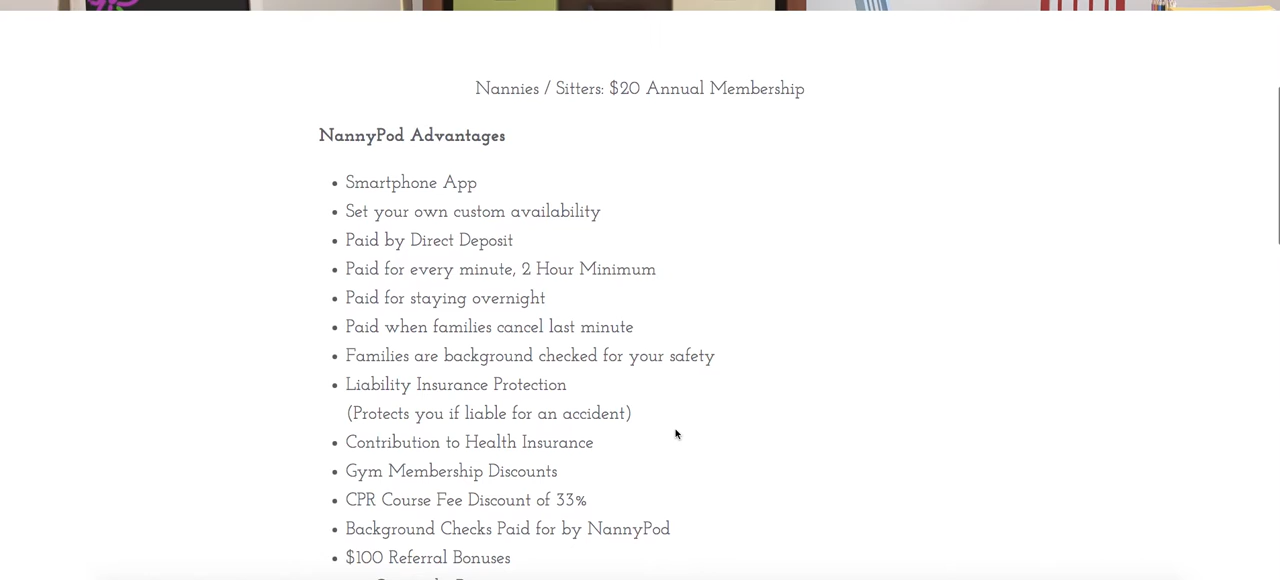 Nannies / Sitters: $20 Annual Membership
NannyPod Advantages
• Smartphone App
• Set your own custom availability
• Paid by Direct Deposit
• Paid for every minute, 2 Hour Minimum
• Paid for staying overnight
• Paid when families cancel last minute
• Families are background checked for your safety
• Liability Insurance Protection
(Protects you if liable for an accident)
• Contribution to Health Insurance
• Gym Membership Discounts
• CPR Course Fee Discount of 33%
• Background Checks Paid for by NannyPod
• $100 Referral Bonuses